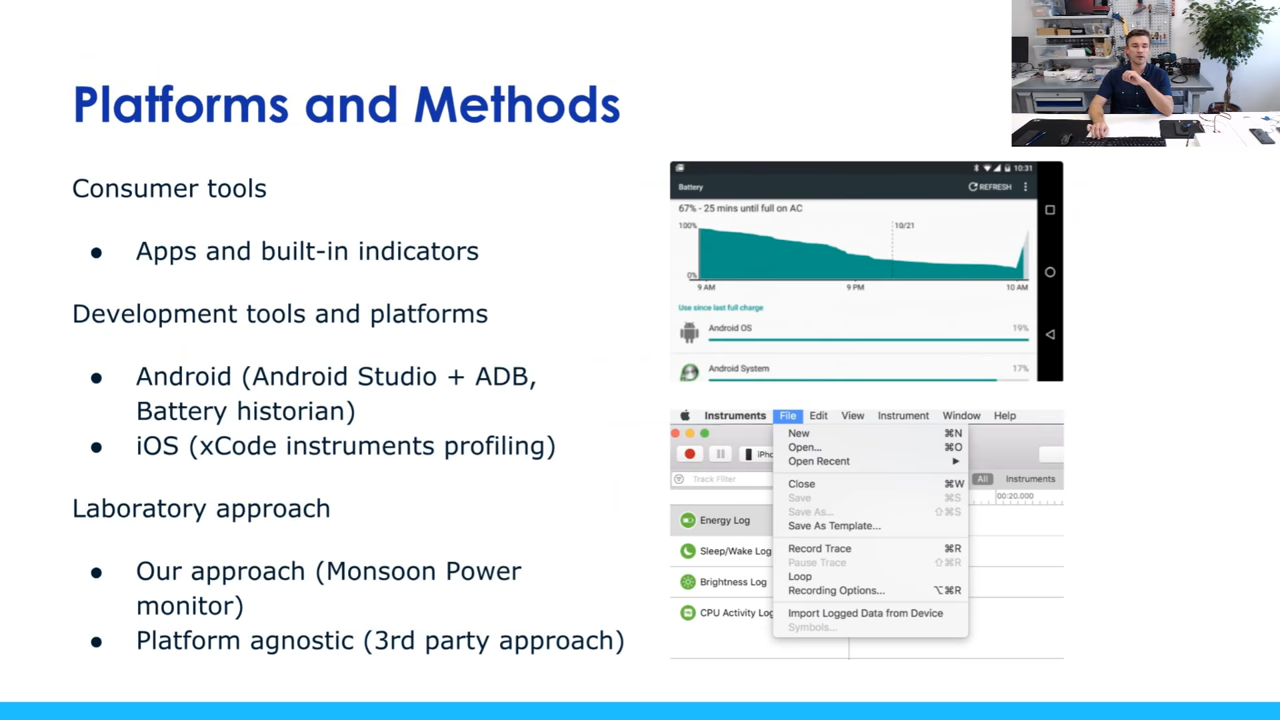 Platforms and Methods
Consumer tools
● Apps and built-in indicators
Development tools and platforms
● Android (Android Studio + ADB,
Battery historian)
● iOS (xCode instruments profiling)
Laboratory approach
● Our approach (Monsoon Power
monitor)
● Platform agnostic (3rd party approach)
10:31
Battery
REFRESH
67% - 25 mins until full on AC
100%
10/21
0%
9 AM
9 PM
10 AM
Use since last full charge
Android OS
19%
Android System
17%
Instruments File Edit View Instrument Window Help
New ⌘N
Open... ⌘O
Open Recent ▶
Close ⌘W
Save ⌘S
Save As... ⇧⌘S
Save As Template...
Record Trace ⌘R
Pause Trace ⇧⌘R
Loop
Recording Options... ⌥⌘R
Import Logged Data from Device
Symbols...
iPho
Track Filter
All Instruments
00:20.000
Energy Log
Sleep/Wake Log
Brightness Log
CPU Activity Log